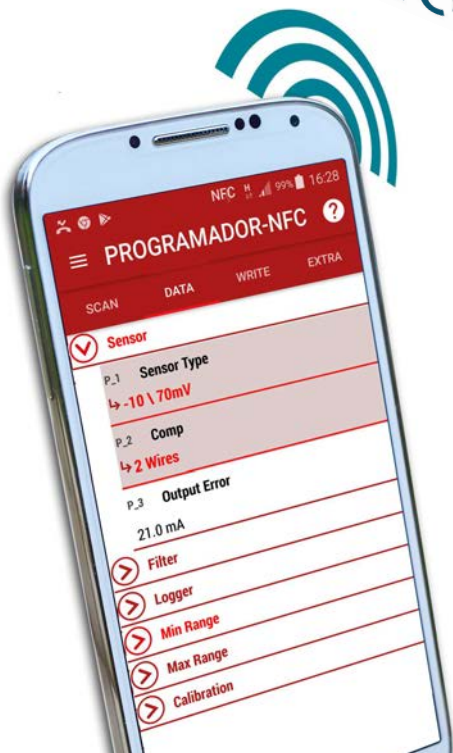 NFC H 99% 16:28
PROGRAMADOR-NFC ?
SCAN DATA WRITE EXTRA
Sensor
P_1 Sensor Type
-10 \ 70mV
P_2 Comp
2 Wires
P_3 Output Error
21.0 mA
Filter
Logger
Min Range
Max Range
Calibration